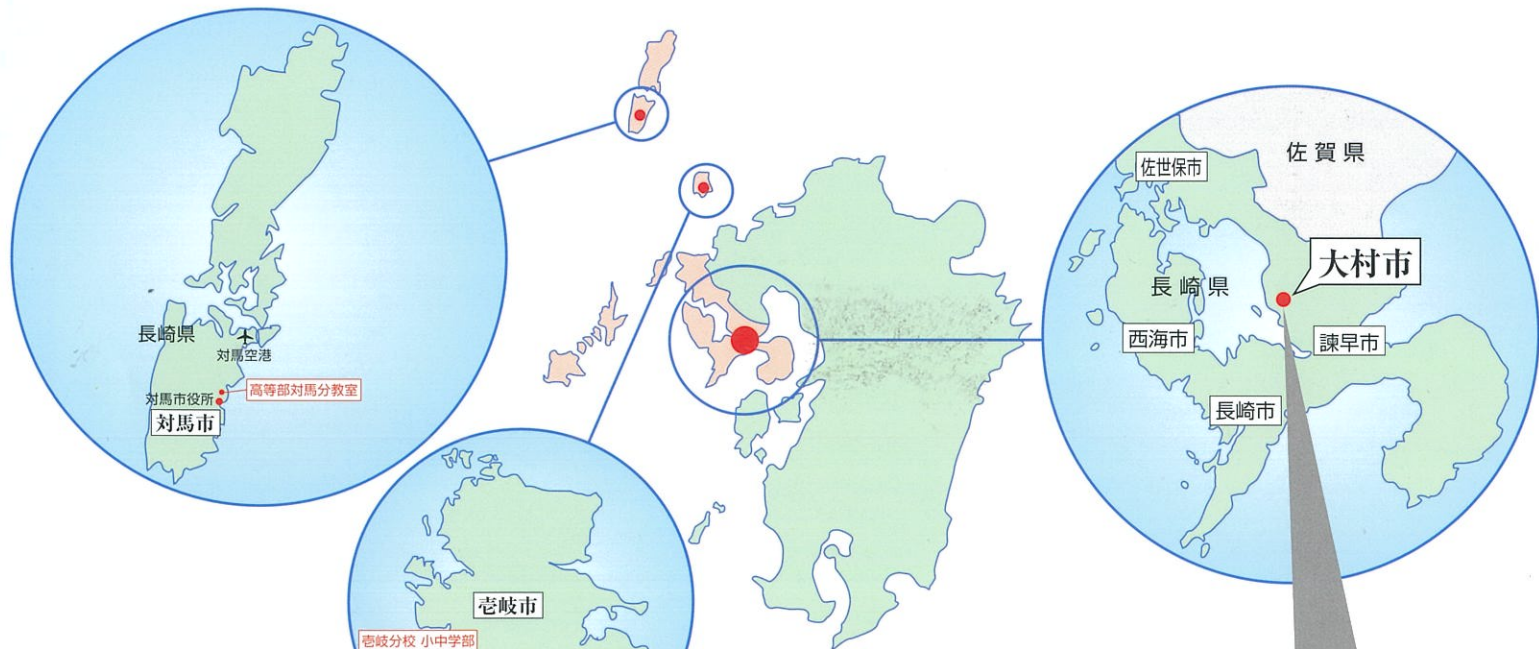 長崎県
対馬空港
高等部対馬分教室
対馬市役所
対馬市
壱岐市
壱岐分校 小中学部
佐賀県
佐世保市
大村市
長崎県
西海市
諫早市
長崎市